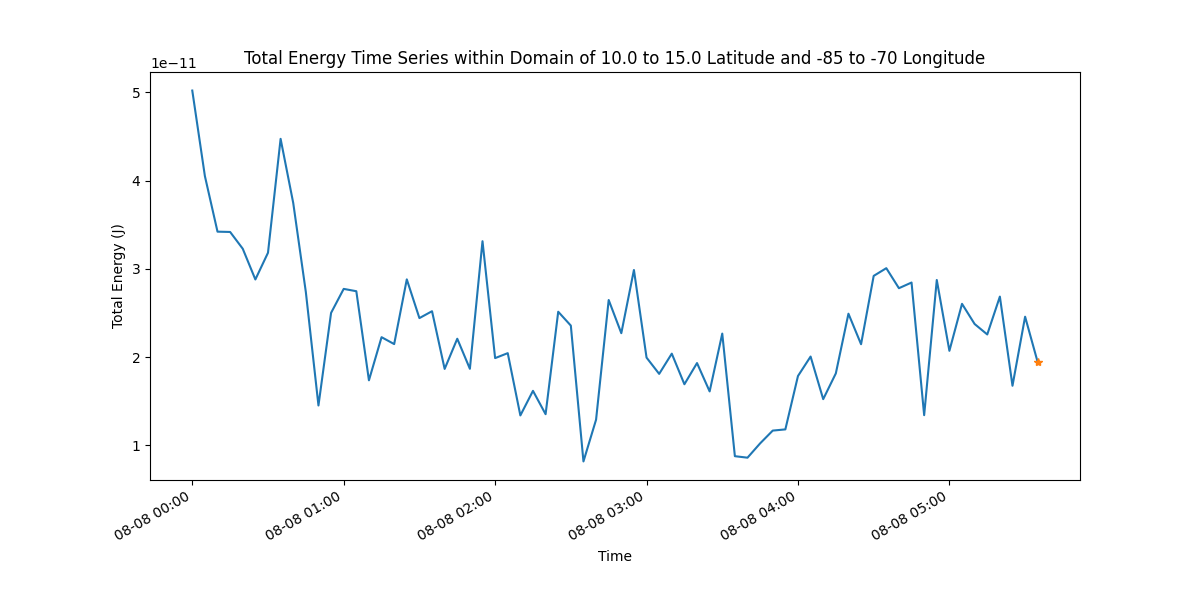 Total Energy Time Series within Domain of 10.0 to 15.0 Latitude and -85 to -70 Longitude
1e−11
5
4
3
2
1
Total Energy (J)
08-08 00:00
08-08 01:00
08-08 02:00
08-08 03:00
08-08 04:00
08-08 05:00
Time